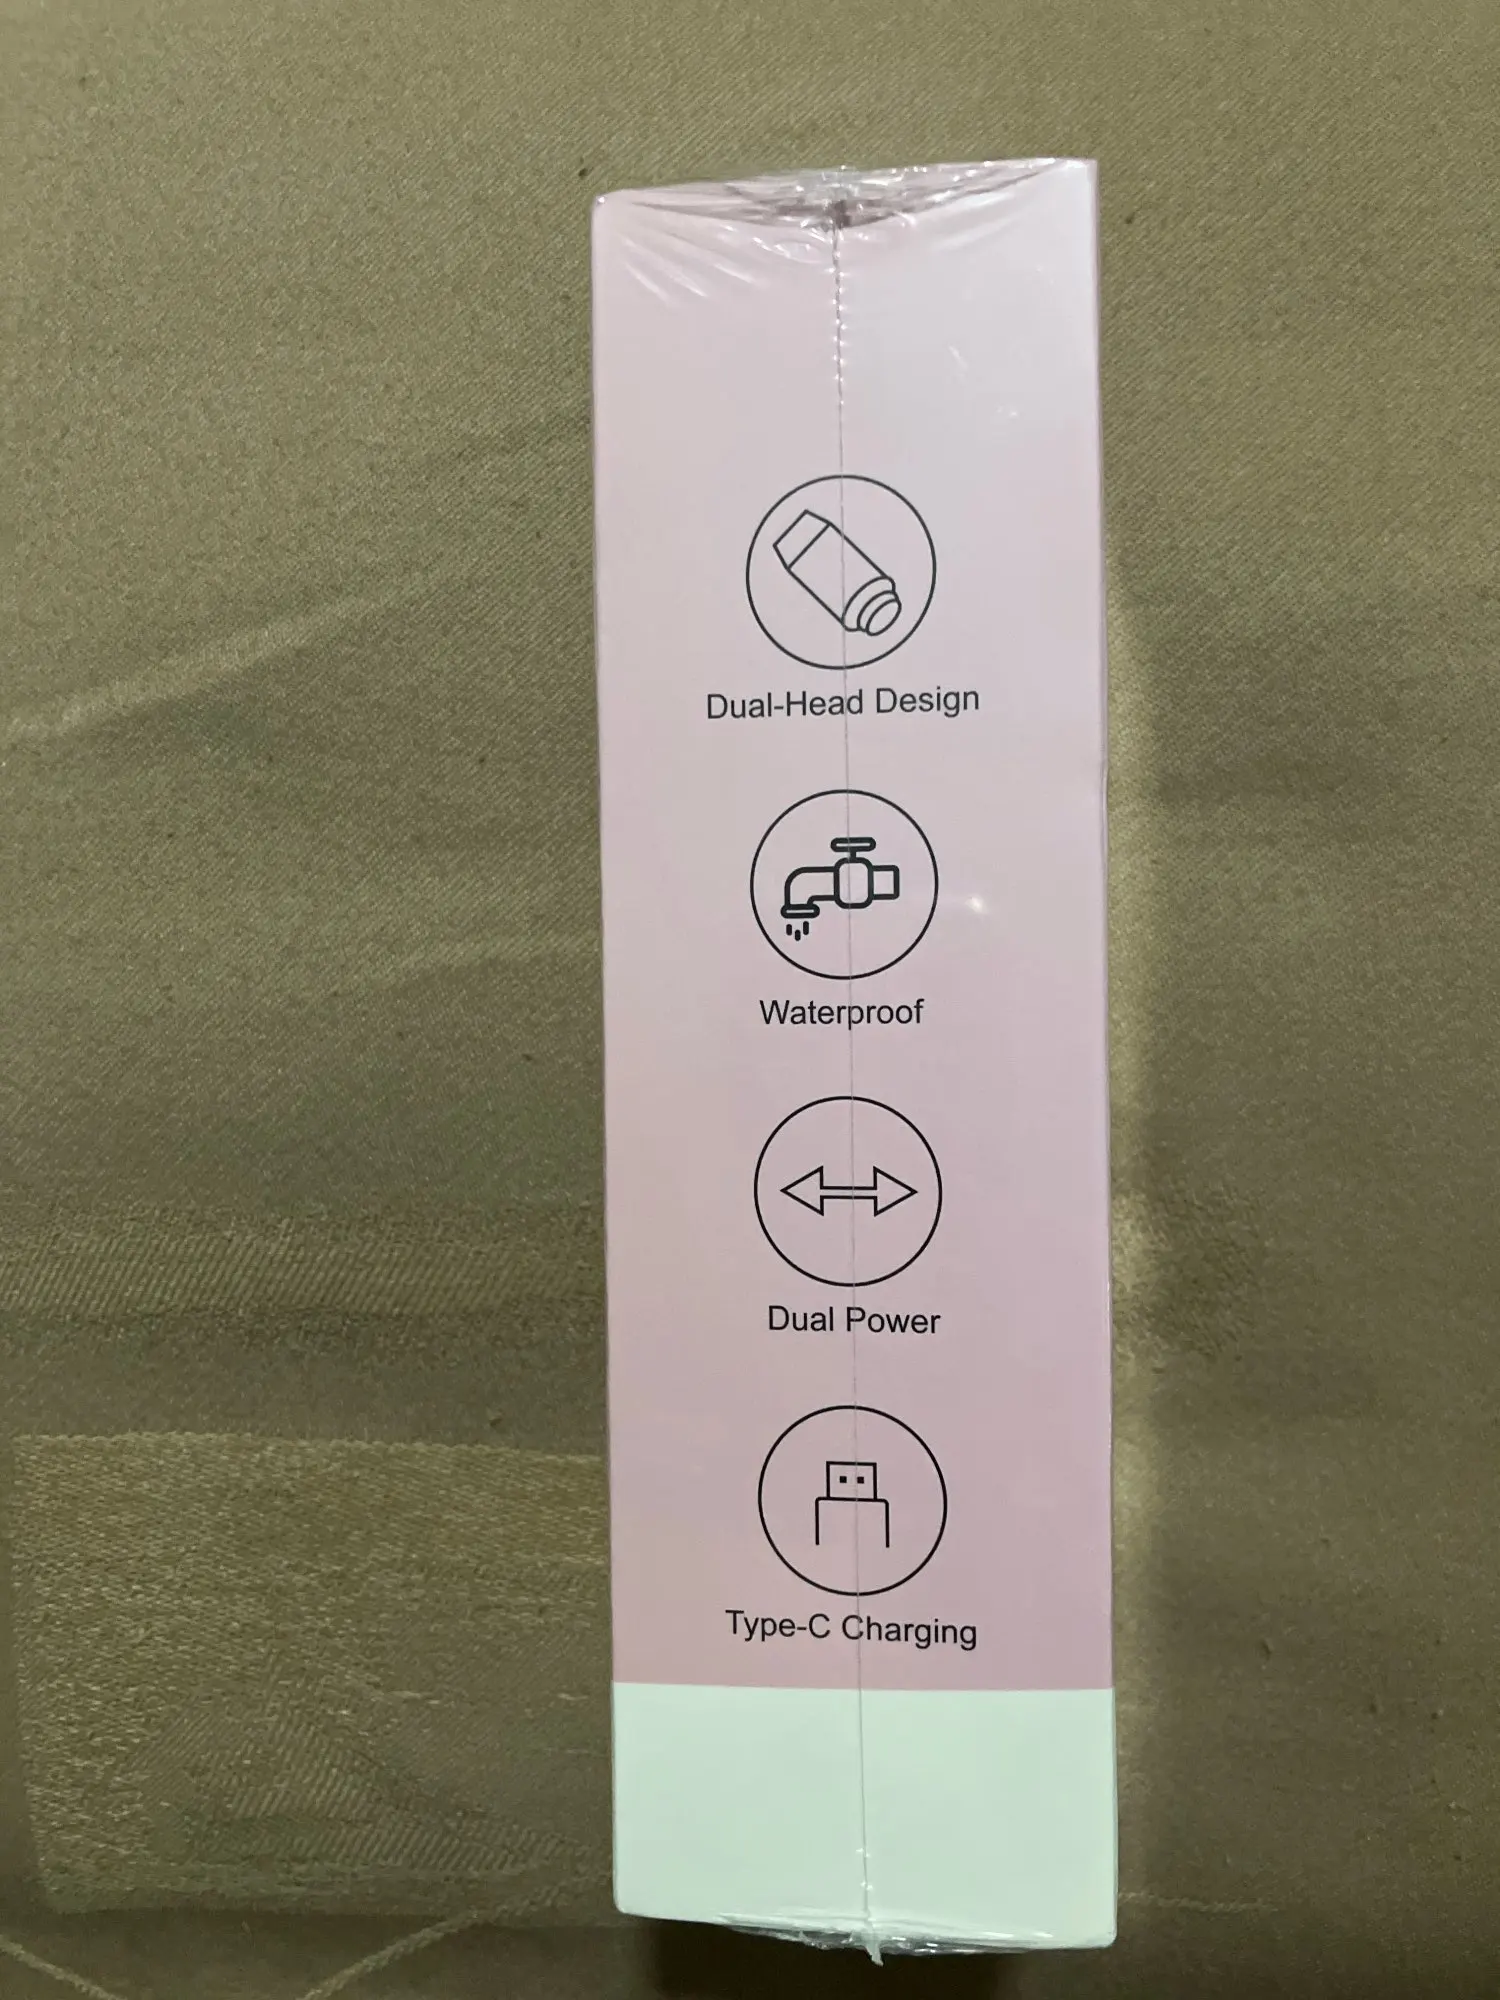 Dual-Head Design
Waterproof
Dual Power
Type-C Charging